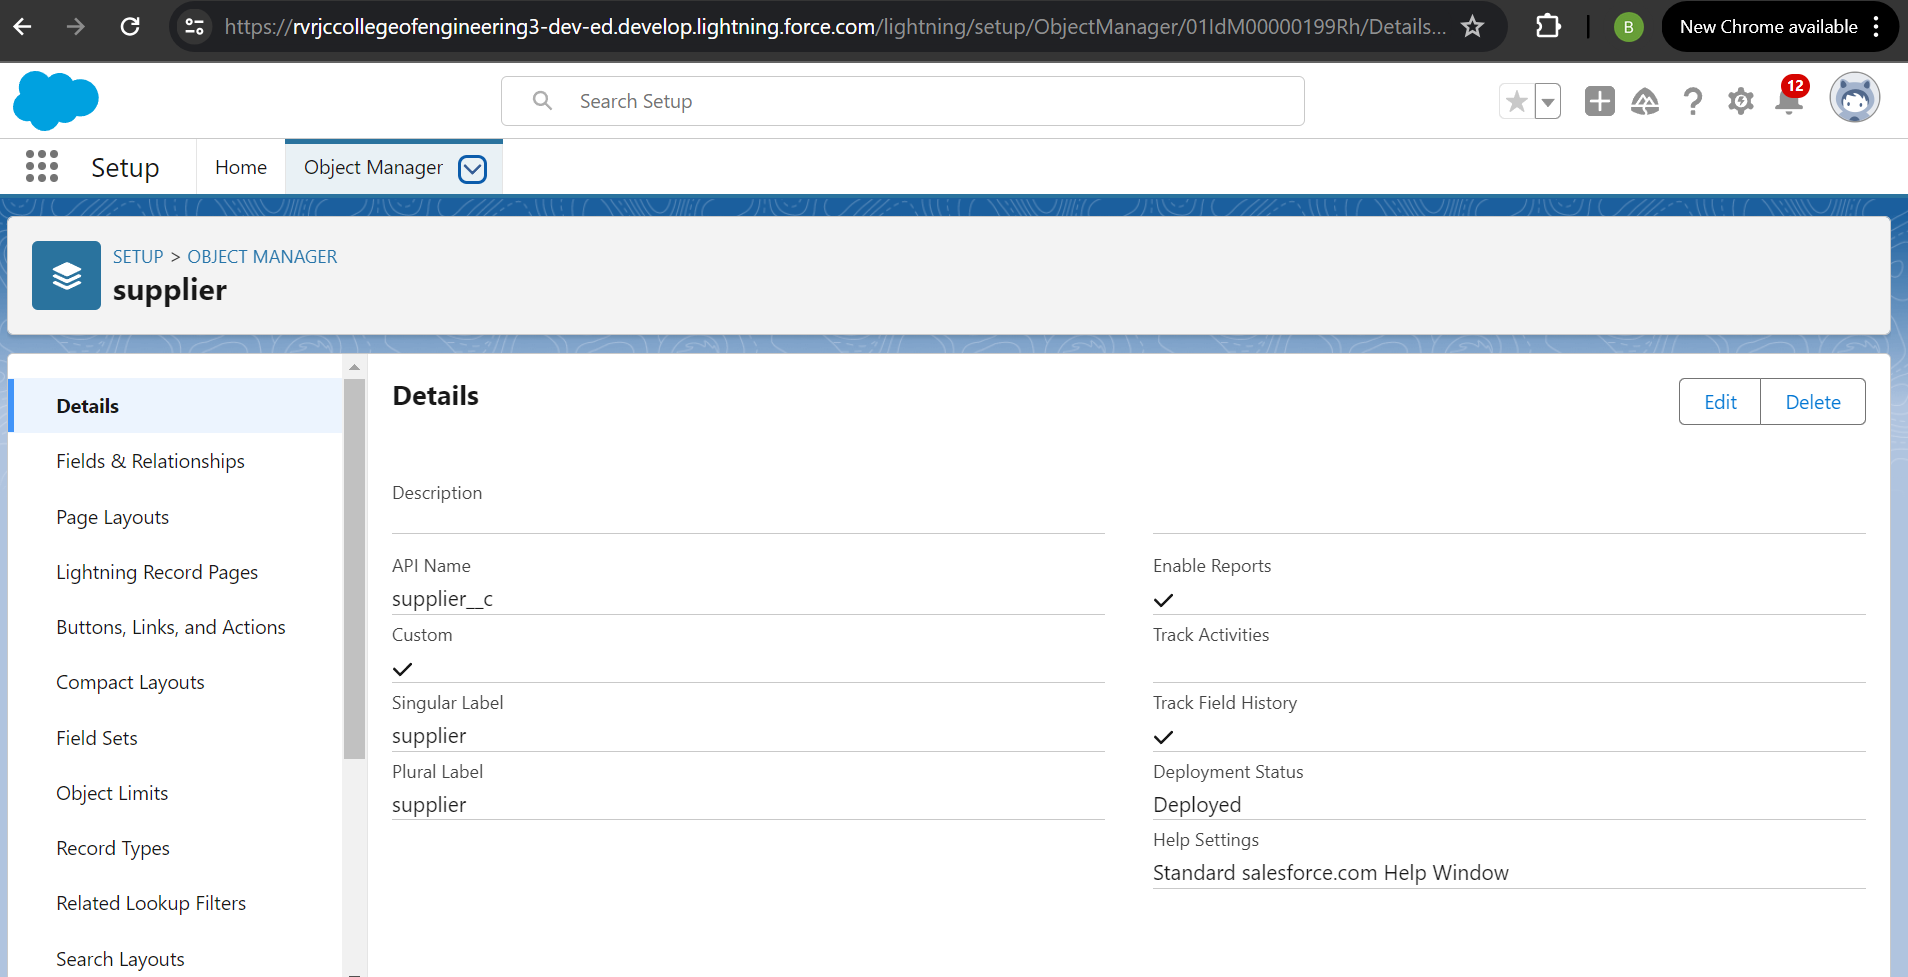 https://rvrjccollegeofengineering3-dev-ed.develop.lightning.force.com/lightning/setup/ObjectManager/01IdM00000199Rh/Details...
B
New Chrome available
Search Setup
12
Setup
Home
Object Manager
SETUP > OBJECT MANAGER
supplier
Details
Fields & Relationships
Page Layouts
Lightning Record Pages
Buttons, Links, and Actions
Compact Layouts
Field Sets
Object Limits
Record Types
Related Lookup Filters
Search Layouts
Details
Edit
Delete
Description
API Name
supplier__c
Custom
Singular Label
supplier
Plural Label
supplier
Enable Reports
Track Activities
Track Field History
Deployment Status
Deployed
Help Settings
Standard salesforce.com Help Window